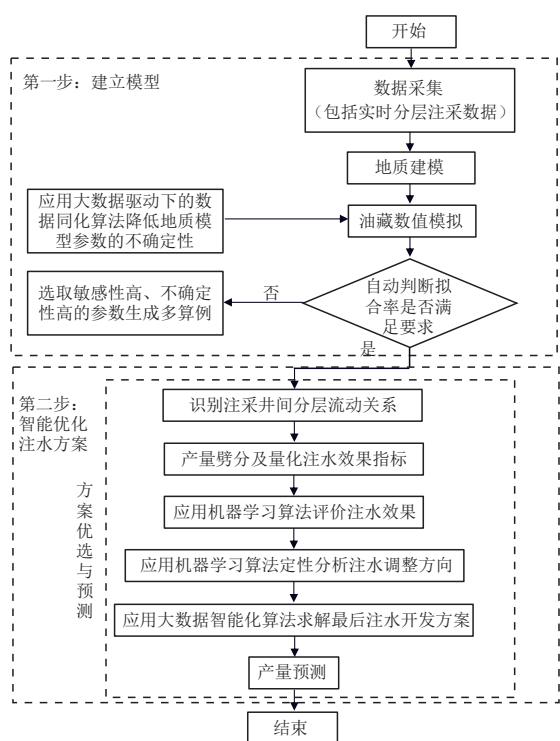 开始
第一步：建立模型
数据采集
（包括实时分层注采数据）
地质建模
应用大数据驱动下的数
据同化算法降低地质模
型参数的不确定性
油藏数值模拟
自动判断拟
合率是否满
足要求
否
选取敏感性高、不确定
性高的参数生成多算例
是
第二步：
智能优化
注水方案
方案优选与预测
识别注采井间分层流动关系
产量劈分及量化注水效果指标
应用机器学习算法评价注水效果
应用机器学习算法定性分析注水调整方向
应用大数据智能化算法求解最后注水开发方案
产量预测
结束